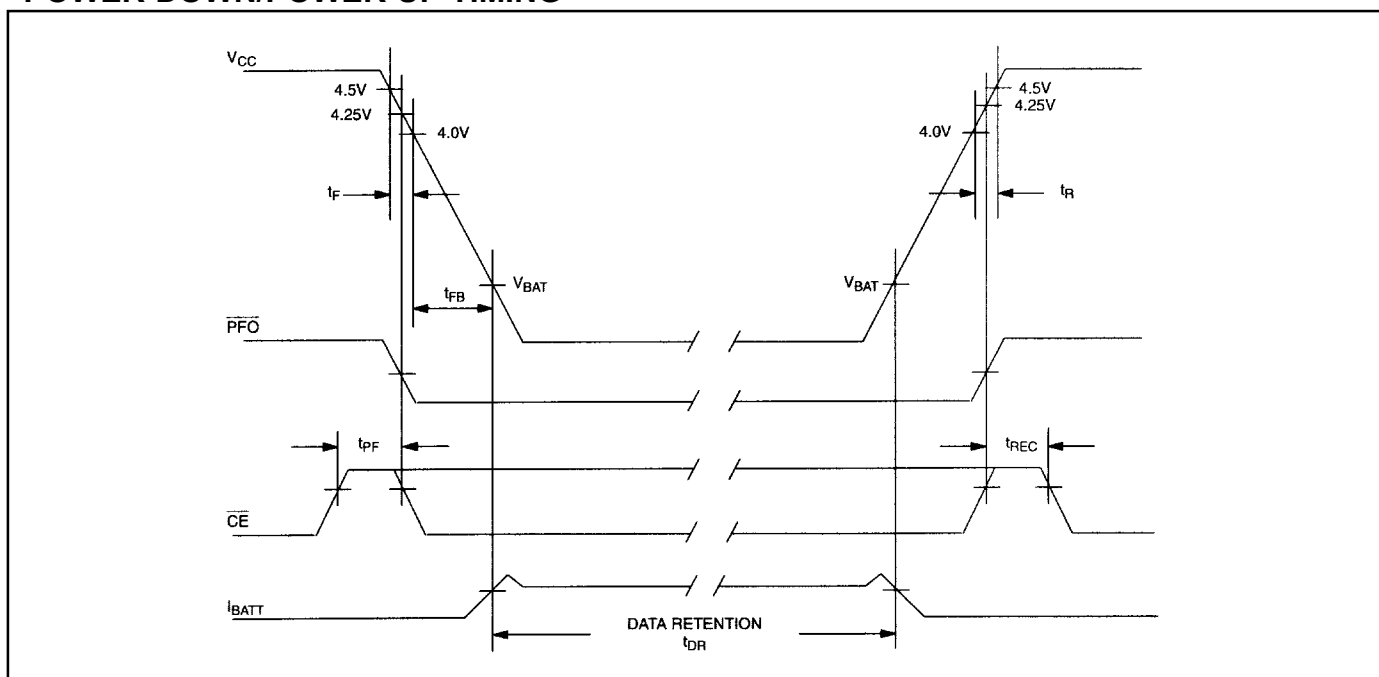 POWER-DOWN/POWER-UP TIMING
VCC
4.5V
4.25V
4.0V
4.5V
4.25V
4.0V
tF
tR
VBAT
VBAT
tFB
PFO
tPF
tREC
CE
IBATT
DATA RETENTION
tDR